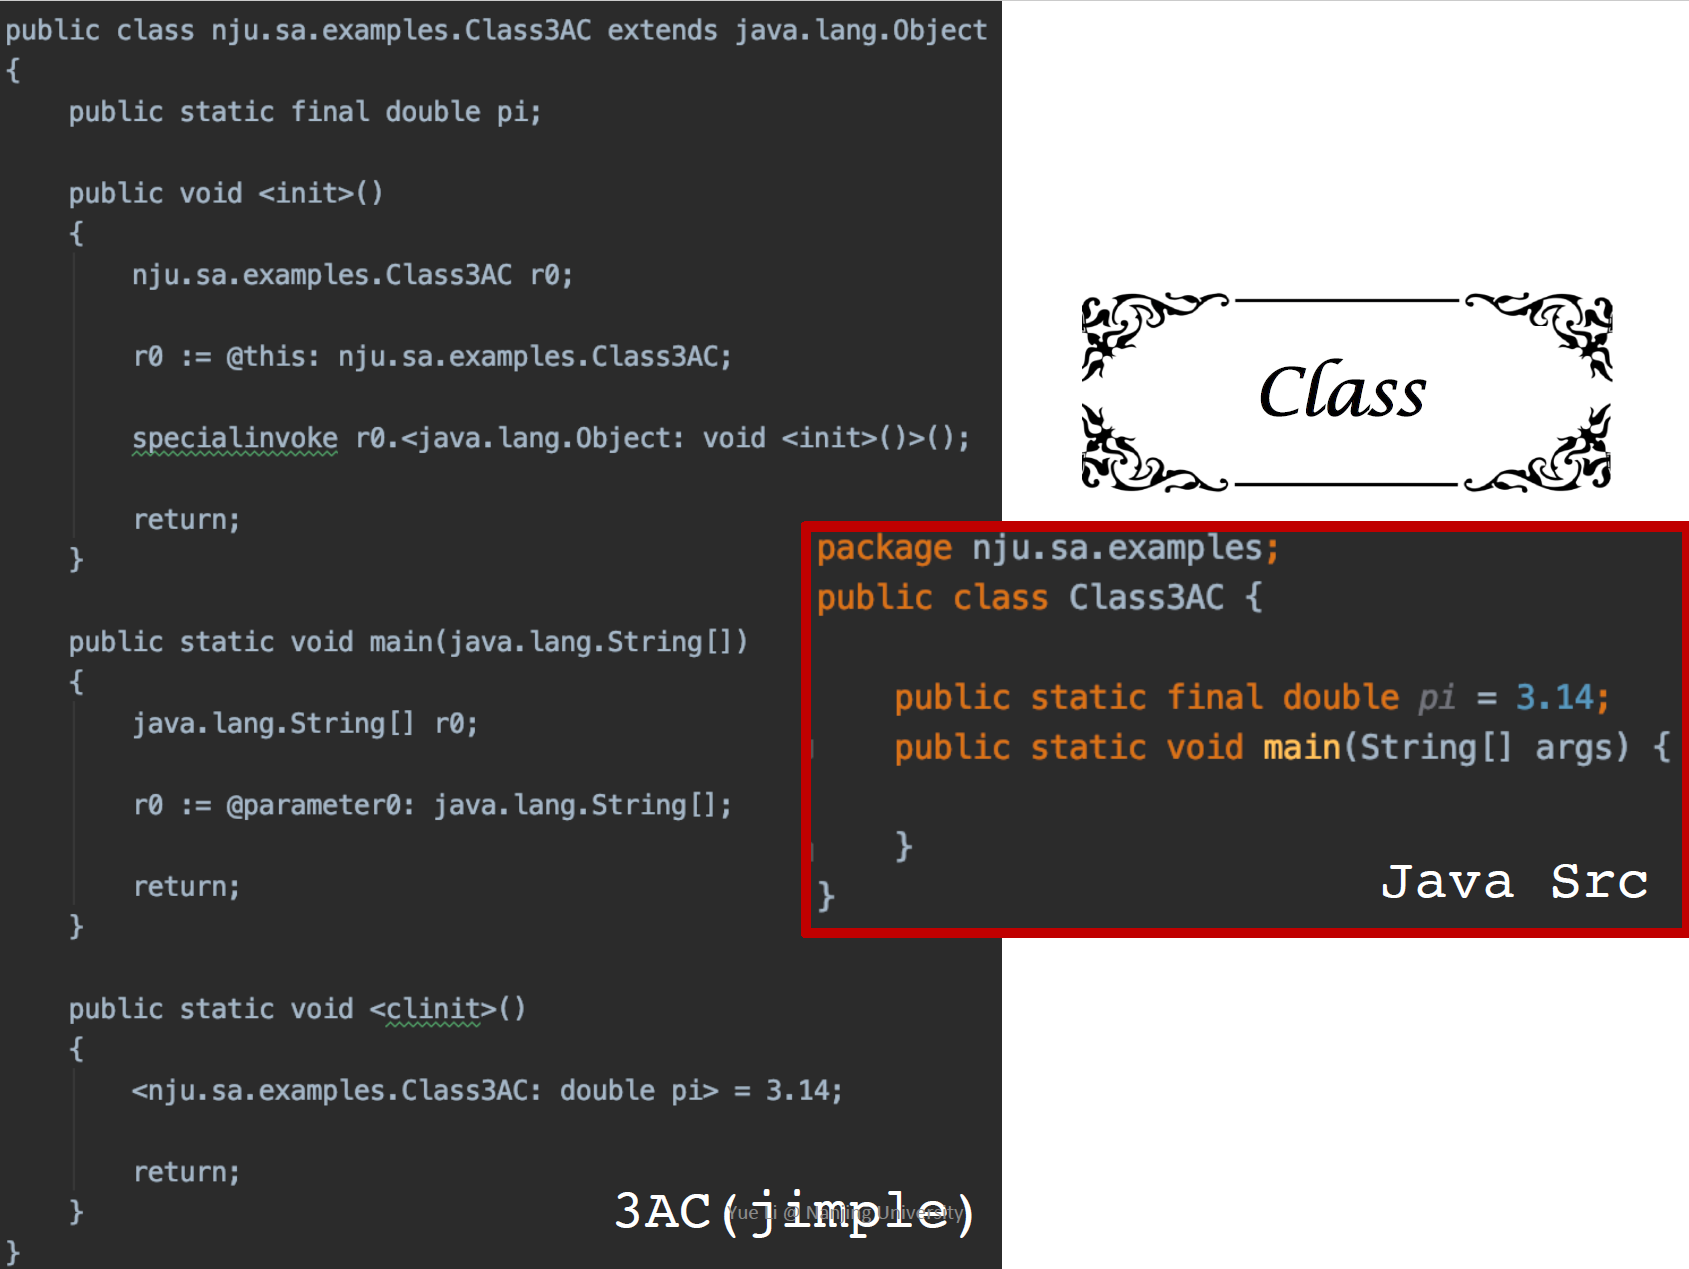 public class nju.sa.examples.Class3AC extends java.lang.Object
{
public static final double pi;
public void <init>()
{
nju.sa.examples.Class3AC r0;
r0 := @this: nju.sa.examples.Class3AC;
specialinvoke r0.<java.lang.Object: void <init>()>();
return;
}
public static void main(java.lang.String[])
{
java.lang.String[] r0;
r0 := @parameter0: java.lang.String[];
return;
}
public static void <clinit>()
{
<nju.sa.examples.Class3AC: double pi> = 3.14;
return;
}
}
3AC(jimple)
Yue Li @ Nanjing University
Class
package nju.sa.examples;
public class Class3AC {
public static final double pi = 3.14;
public static void main(String[] args) {
}
}
Java Src